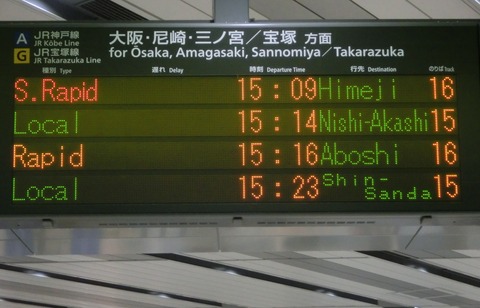 A JR神戸線 JR Kōbe Line
G JR宝塚線 JR Takarazuka Line
大阪・尼崎・三ノ宮／宝塚 方面
for Ōsaka, Amagasaki, Sannomiya／Takarazuka
種別 Type 遅れ Delay 時刻 Departure Time 行先 Destination のりば Track
S.Rapid 15:09 Himeji 16
Local 15:14 Nishi-Akashi 15
Rapid 15:16 Aboshi 16
Local 15:23 Shin-Sanda 15